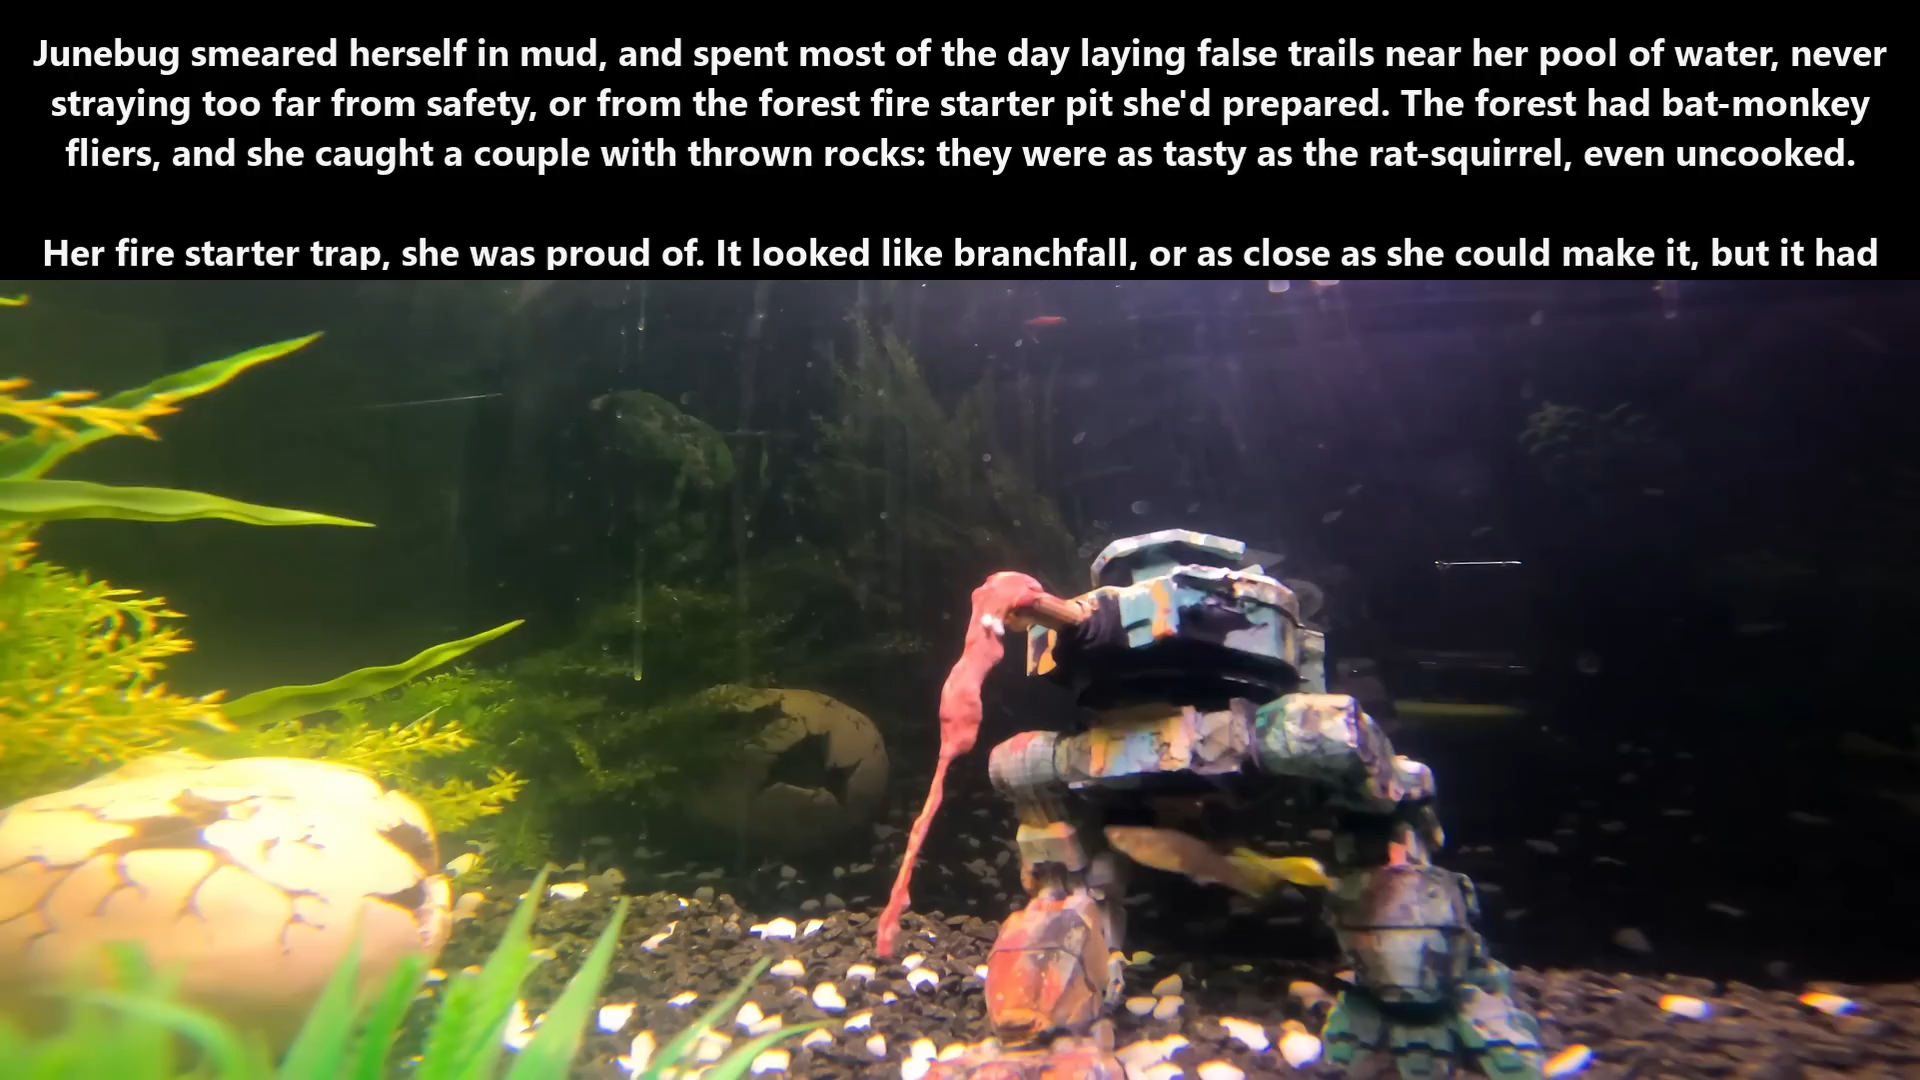 Junebug smeared herself in mud, and spent most of the day laying false trails near her pool of water, never
straying too far from safety, or from the forest fire starter pit she'd prepared. The forest had bat-monkey
fliers, and she caught a couple with thrown rocks: they were as tasty as the rat-squirrel, even uncooked.
Her fire starter trap, she was proud of. It looked like branchfall, or as close as she could make it, but it had